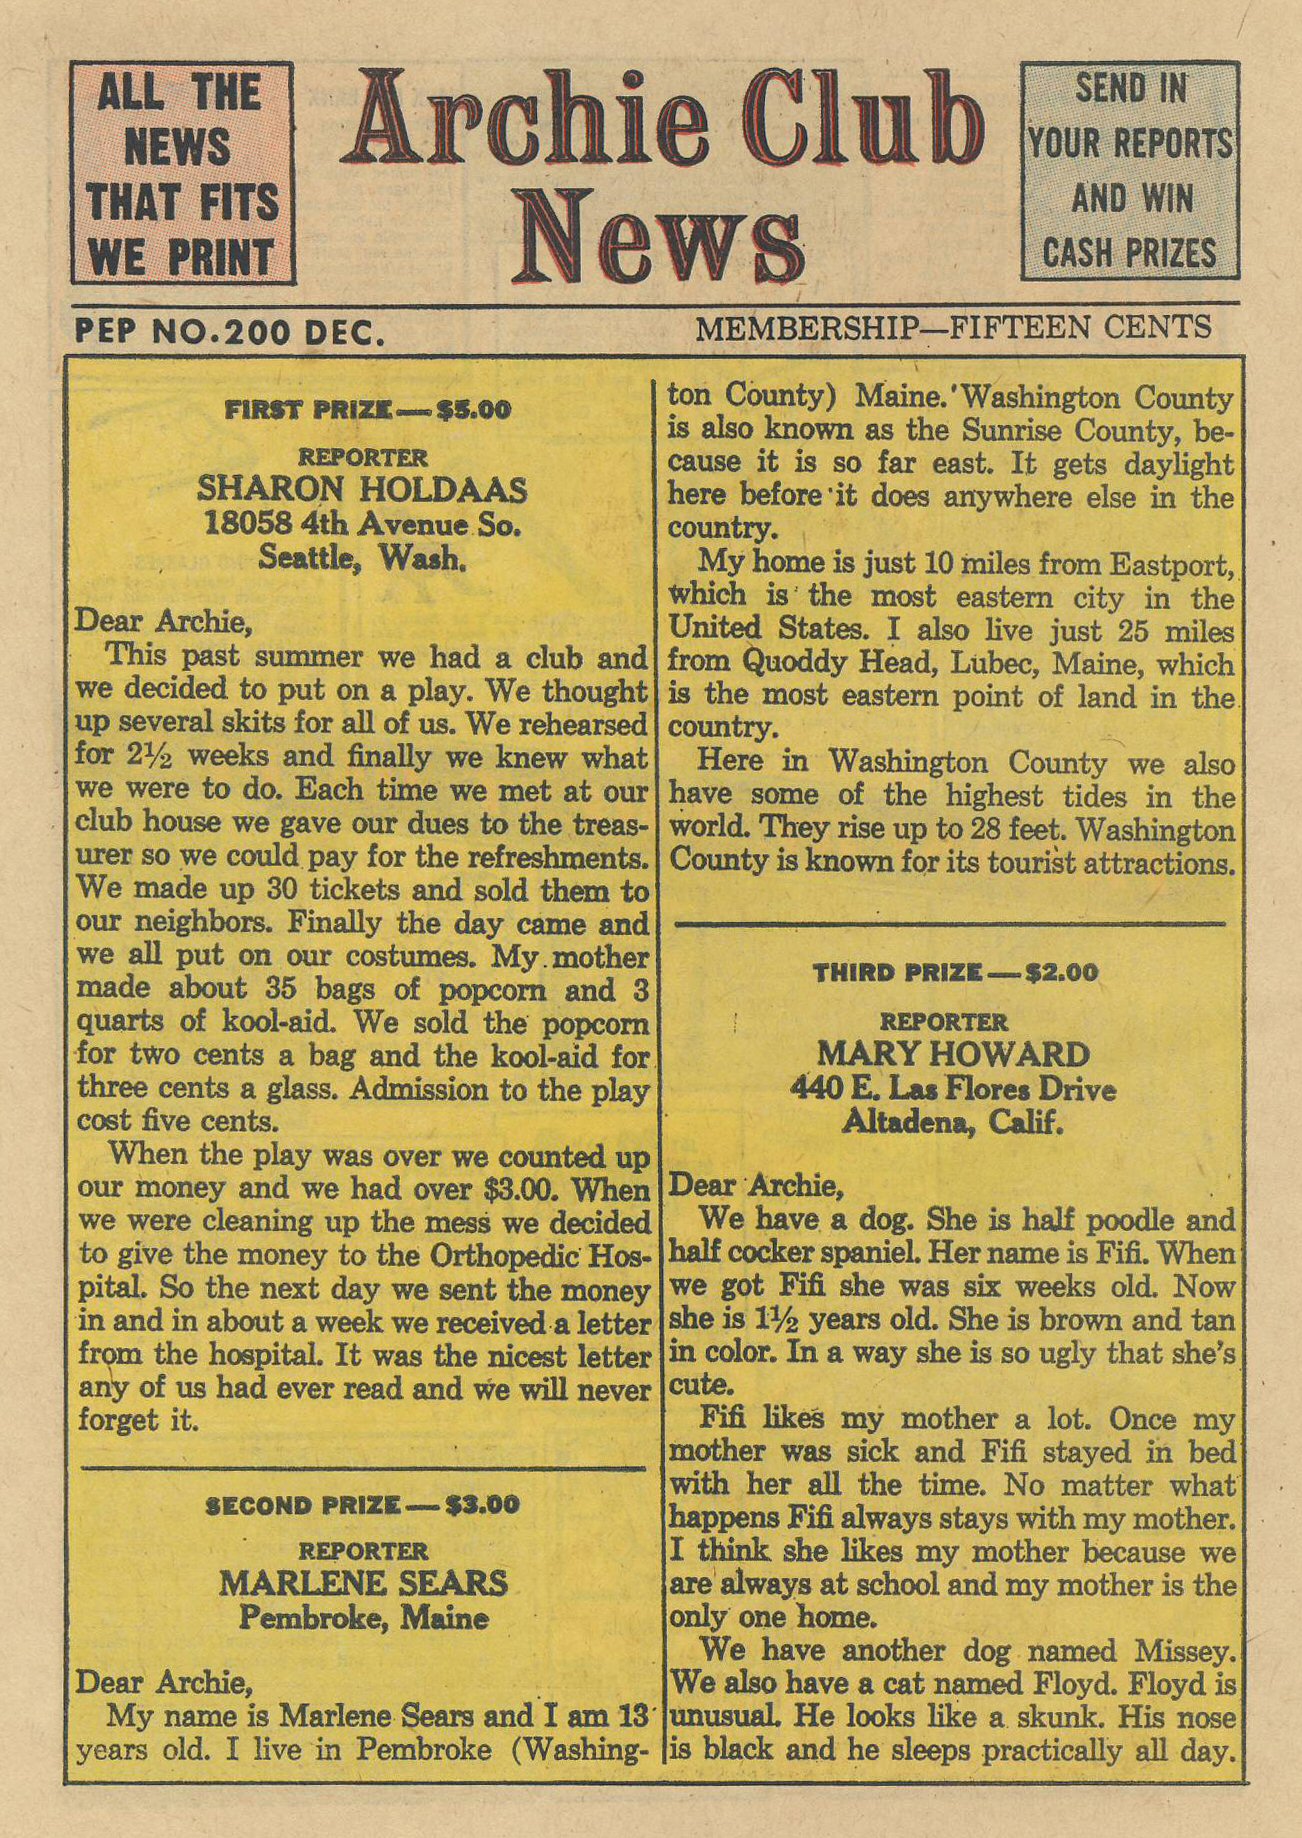 ALL THE
NEWS
THAT FITS
WE PRINT
Archie Club
News
SEND IN
YOUR REPORTS
AND WIN
CASH PRIZES
PEP NO.200 DEC.
MEMBERSHIP—FIFTEEN CENTS
FIRST PRIZE—$5.00
REPORTER
SHARON HOLDAAS
18058 4th Avenue So.
Seattle, Wash.
Dear Archie,
This past summer we had a club and
we decided to put on a play. We thought
up several skits for all of us. We rehearsed
for 2½ weeks and finally we knew what
we were to do. Each time we met at our
club house we gave our dues to the treas-
urer so we could pay for the refreshments.
We made up 30 tickets and sold them to
our neighbors. Finally the day came and
we all put on our costumes. My mother
made about 35 bags of popcorn and 3
quarts of kool-aid. We sold the popcorn
for two cents a bag and the kool-aid for
three cents a glass. Admission to the play
cost five cents.
When the play was over we counted up
our money and we had over $3.00. When
we were cleaning up the mess we decided
to give the money to the Orthopedic Hos-
pital. So the next day we sent the money
in and in about a week we received a letter
from the hospital. It was the nicest letter
any of us had ever read and we will never
forget it.
SECOND PRIZE—$3.00
REPORTER
MARLENE SEARS
Pembroke, Maine
Dear Archie,
My name is Marlene Sears and I am 13
years old. I live in Pembroke (Washing-
ton County) Maine. Washington County
is also known as the Sunrise County, be-
cause it is so far east. It gets daylight
here before it does anywhere else in the
country.
My home is just 10 miles from Eastport,
which is the most eastern city in the
United States. I also live just 25 miles
from Quoddy Head, Lubec, Maine, which
is the most eastern point of land in the
country.
Here in Washington County we also
have some of the highest tides in the
world. They rise up to 28 feet. Washington
County is known for its tourist attractions.
THIRD PRIZE—$2.00
REPORTER
MARY HOWARD
440 E. Las Flores Drive
Altadena, Calif.
Dear Archie,
We have a dog. She is half poodle and
half cocker spaniel. Her name is Fifi. When
we got Fifi she was six weeks old. Now
she is 1½ years old. She is brown and tan
in color. In a way she is so ugly that she's
cute.
Fifi likes my mother a lot. Once my
mother was sick and Fifi stayed in bed
with her all the time. No matter what
happens Fifi always stays with my mother.
I think she likes my mother because we
are always at school and my mother is the
only one home.
We have another dog named Missey.
We also have a cat named Floyd. Floyd is
unusual. He looks like a skunk. His nose
is black and he sleeps practically all day.